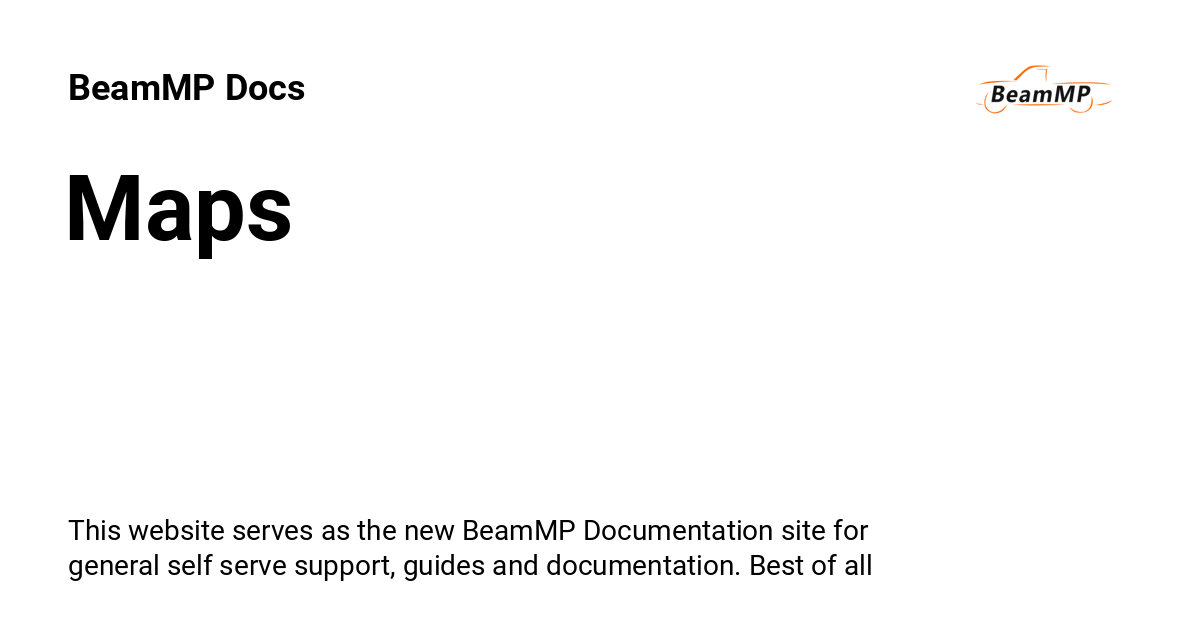 BeamMP Docs
BeamMP
Maps
This website serves as the new BeamMP Documentation site for
general self serve support, guides and documentation. Best of all